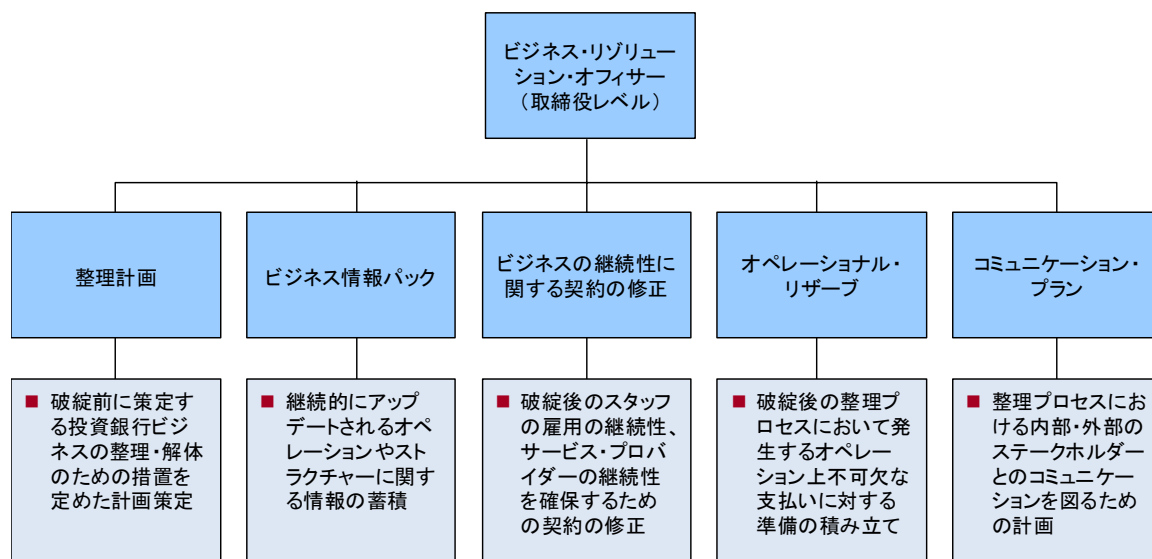 ビジネス・リゾリュー
ション・オフィサー
（取締役レベル）
整理計画
ビジネス情報パック
ビジネスの継続性に
関する契約の修正
オペレーショナル・
リザーブ
コミュニケーション・
プラン
■ 破綻前に策定す
る投資銀行ビジ
ネスの整理・解体
のための措置を
定めた計画策定
■ 継続的にアップ
デートされるオペ
レーションやスト
ラクチャーに関す
る情報の蓄積
■ 破綻後のスタッフ
の雇用の継続性、
サービス・プロバ
イダーの継続性
を確保するため
の契約の修正
■ 破綻後の整理プ
ロセスにおいて発
生するオペレー
ション上不可欠な
支払いに対する
準備の積み立て
■ 整理プロセスにお
ける内部・外部の
ステークホルダー
とのコミュニケー
ションを図るため
の計画